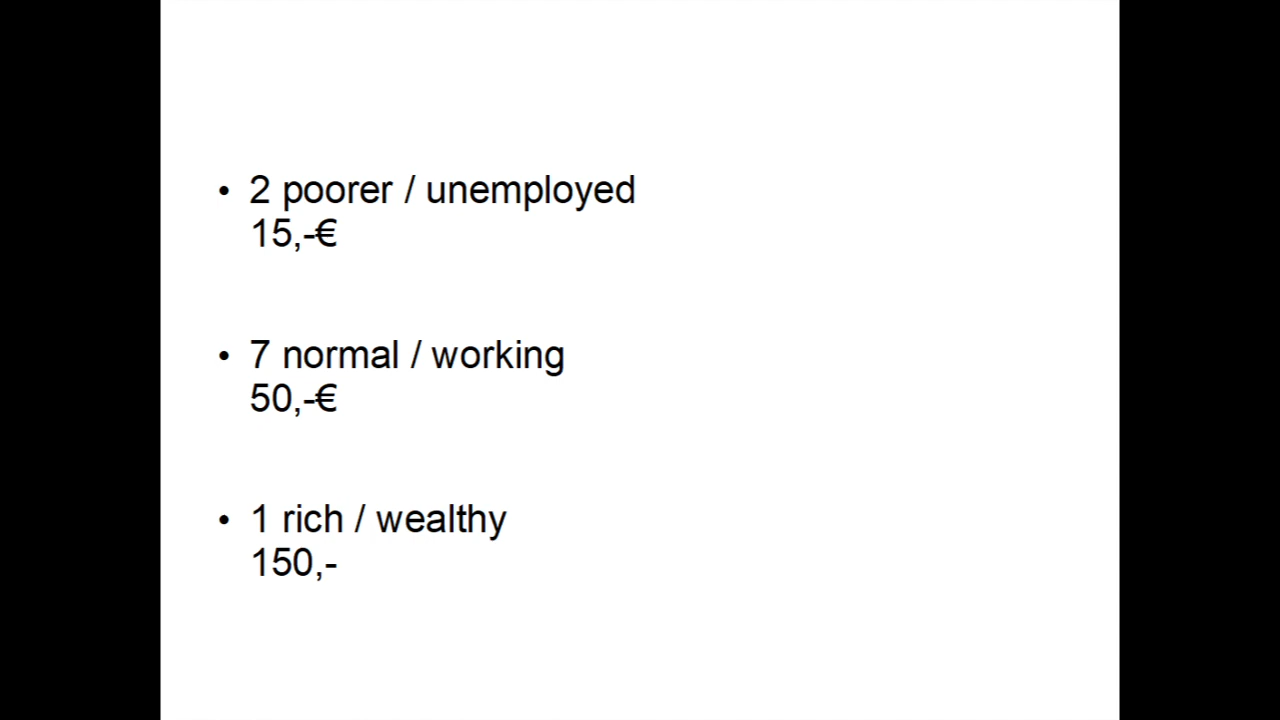 • 2 poorer / unemployed
15,-€
• 7 normal / working
50,-€
• 1 rich / wealthy
150,-